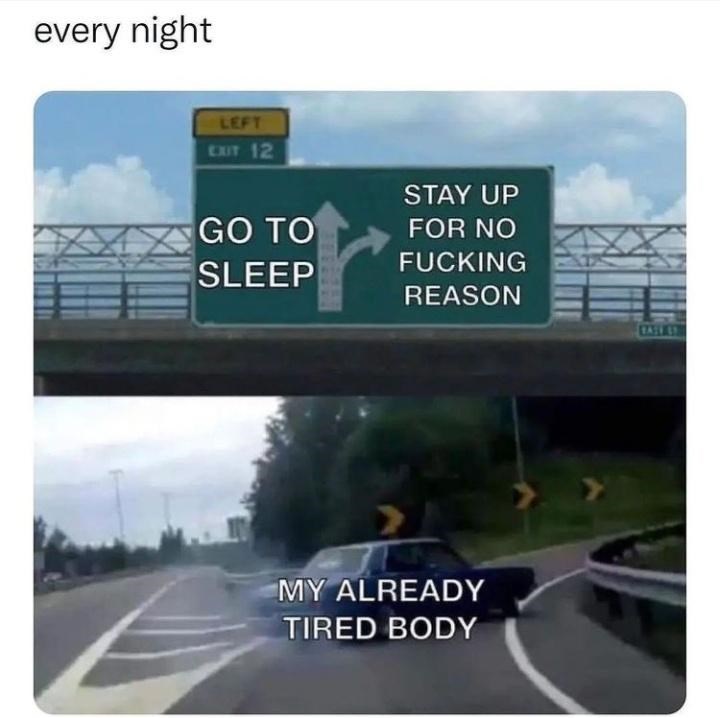 every night
LEFT
EXIT 12
GO TO
SLEEP
STAY UP
FOR NO
FUCKING
REASON
MY ALREADY
TIRED BODY